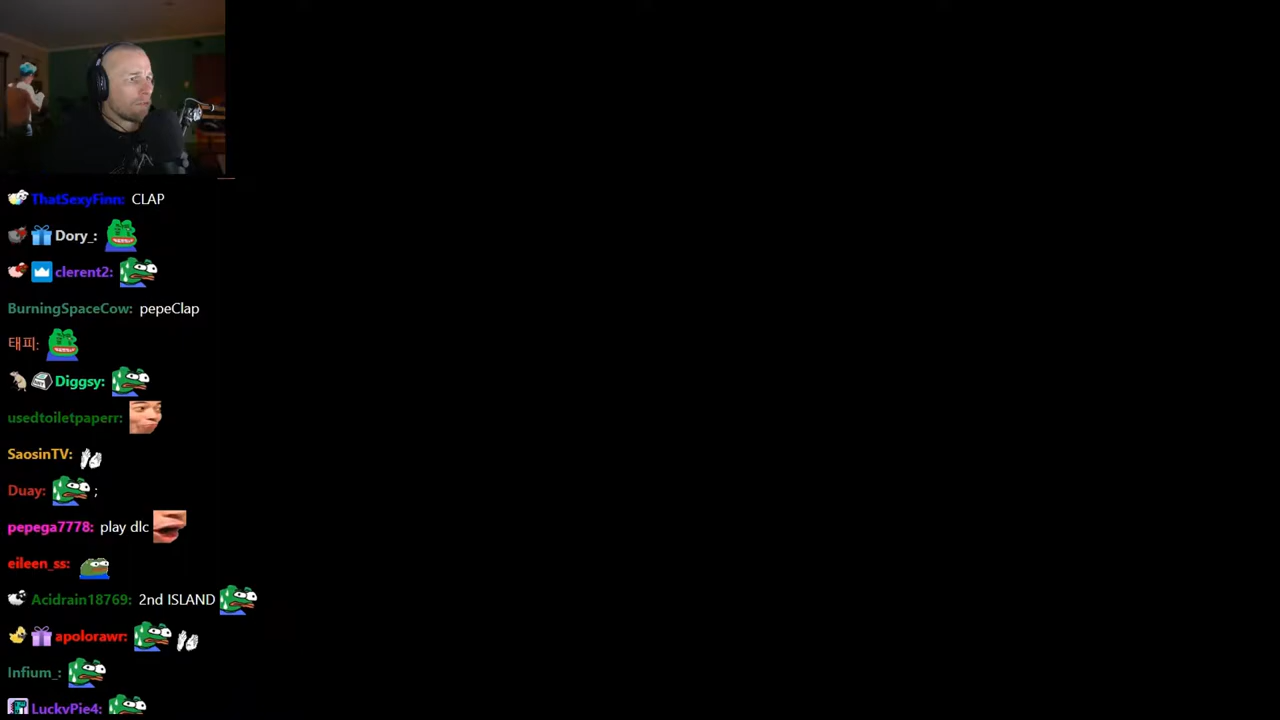 ThatSexyFinn: CLAP
Dory_:
clerent2:
BurningSpaceCow: pepeClap
태피:
Diggsy:
usedtoiletpaperr:
SaosinTV:
Duay: ;
pepega7778: play dlc
eileen_ss:
Acidrain18769: 2nd ISLAND
apolorawr:
Infium_:
LuckyPie4: